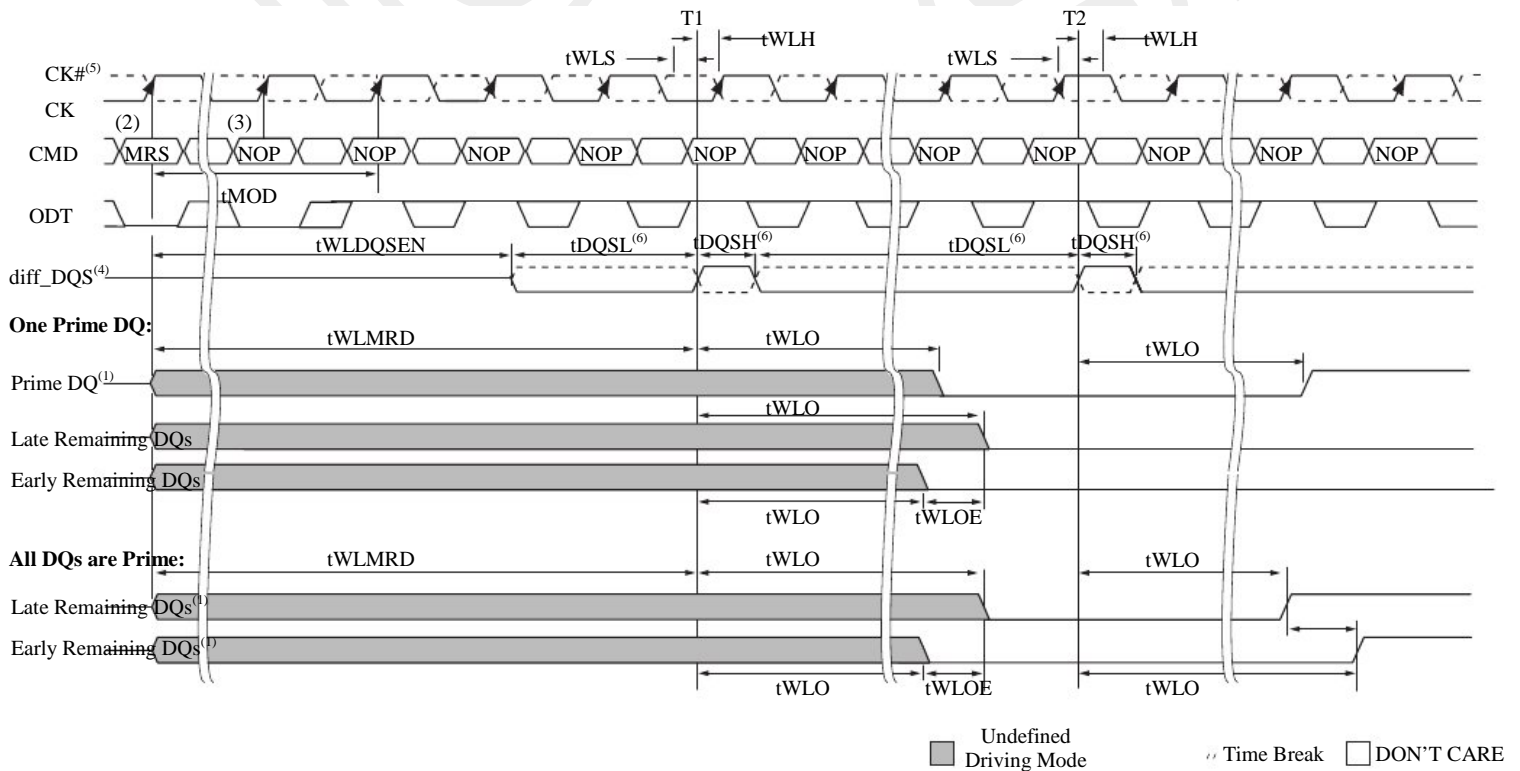 T1 T2
tWLH tWLH
tWLS tWLS
CK#(5)
CK
(2) (3)
CMD MRS NOP NOP NOP NOP NOP NOP NOP NOP NOP NOP NOP
tMOD
ODT
tWLDQSEN tDQSL(6) tDQSH(6) tDQSL(6) tDQSH(6)
diff_DQS(4)
One Prime DQ:
tWLMRD tWLO tWLO
Prime DQ(1)
tWLO
Late Remaining DQs
Early Remaining DQs
tWLO tWLOE
All DQs are Prime:
tWLMRD tWLO tWLO
Late Remaining DQs(1)
Early Remaining DQs(1)
tWLO tWLOE tWLO
Undefined
Driving Mode
Time Break
DON'T CARE